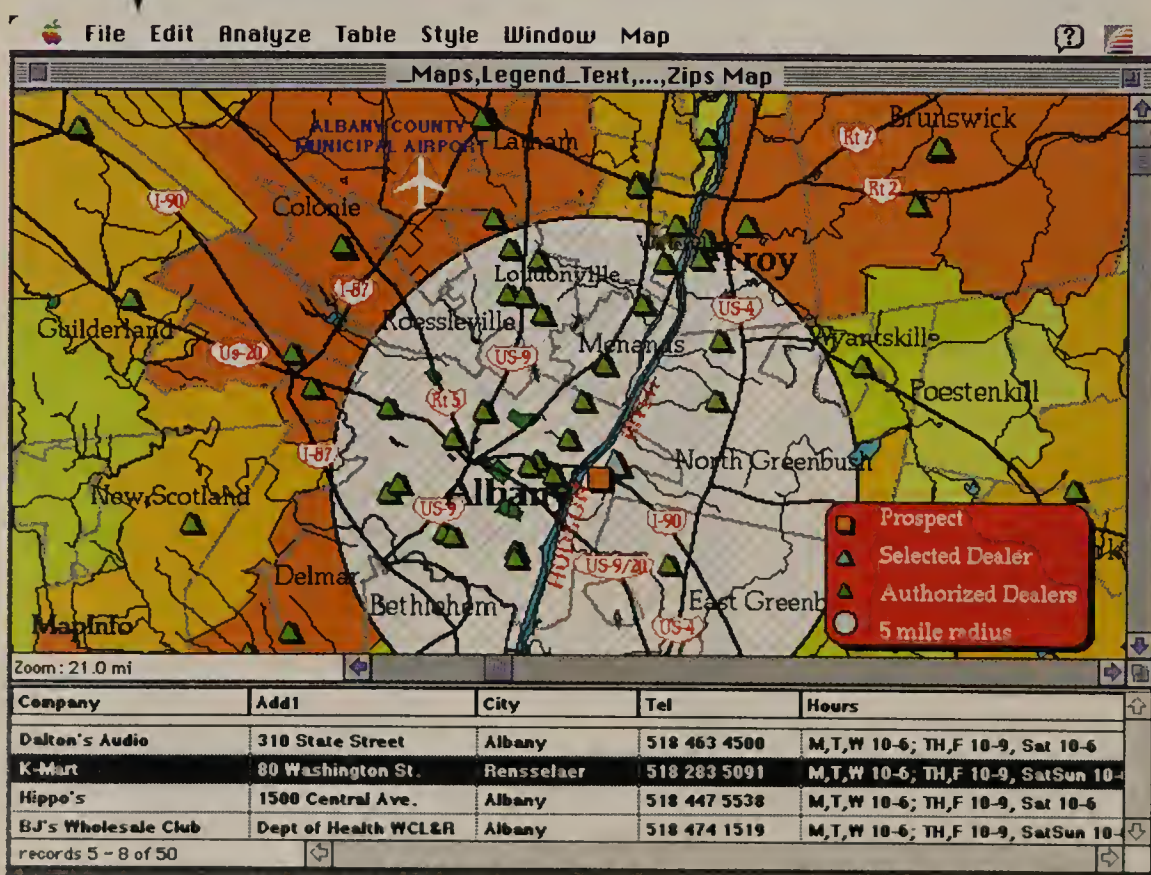 File Edit Analyze Table Style Window Map
_Maps,Legend_Text,...,Zips Map
ALBANY COUNTY
MUNICIPAL AIRPORT
Latham
Brunswick
Rt 7
I-90
Rt 2
Colonie
Troy
Loudonville
I-87
US-4
Guilderland
Roessleville
Menands
Wyantskill
Us-20
US-9
Poestenkill
Rt 5
I-87
North Greenbush
New Scotland
Albany
US-9
I-90
Prospect
HUDSON RIVER
Selected Dealer
US-9/20
Delmar
Authorized Dealers
Bethlehem
East Greenb
MapInfo
US-4
5 mile radius
Zoom: 21.0 mi
Company Add1 City Tel Hours
Dalton's Audio 310 State Street Albany 518 463 4500 M,T,W 10-6; TH,F 10-9, Sat 10-6
K-Mart 80 Washington St. Rensselaer 518 283 5091 M,T,W 10-6; TH,F 10-9, SatSun 10-
Hippo's 1500 Central Ave. Albany 518 447 5538 M,T,W 10-6; TH,F 10-9, Sat 10-6
BJ's Wholesale Club Dept of Health WCL&R Albany 518 474 1519 M,T,W 10-6; TH,F 10-9, SatSun 10-
records 5 - 8 of 50